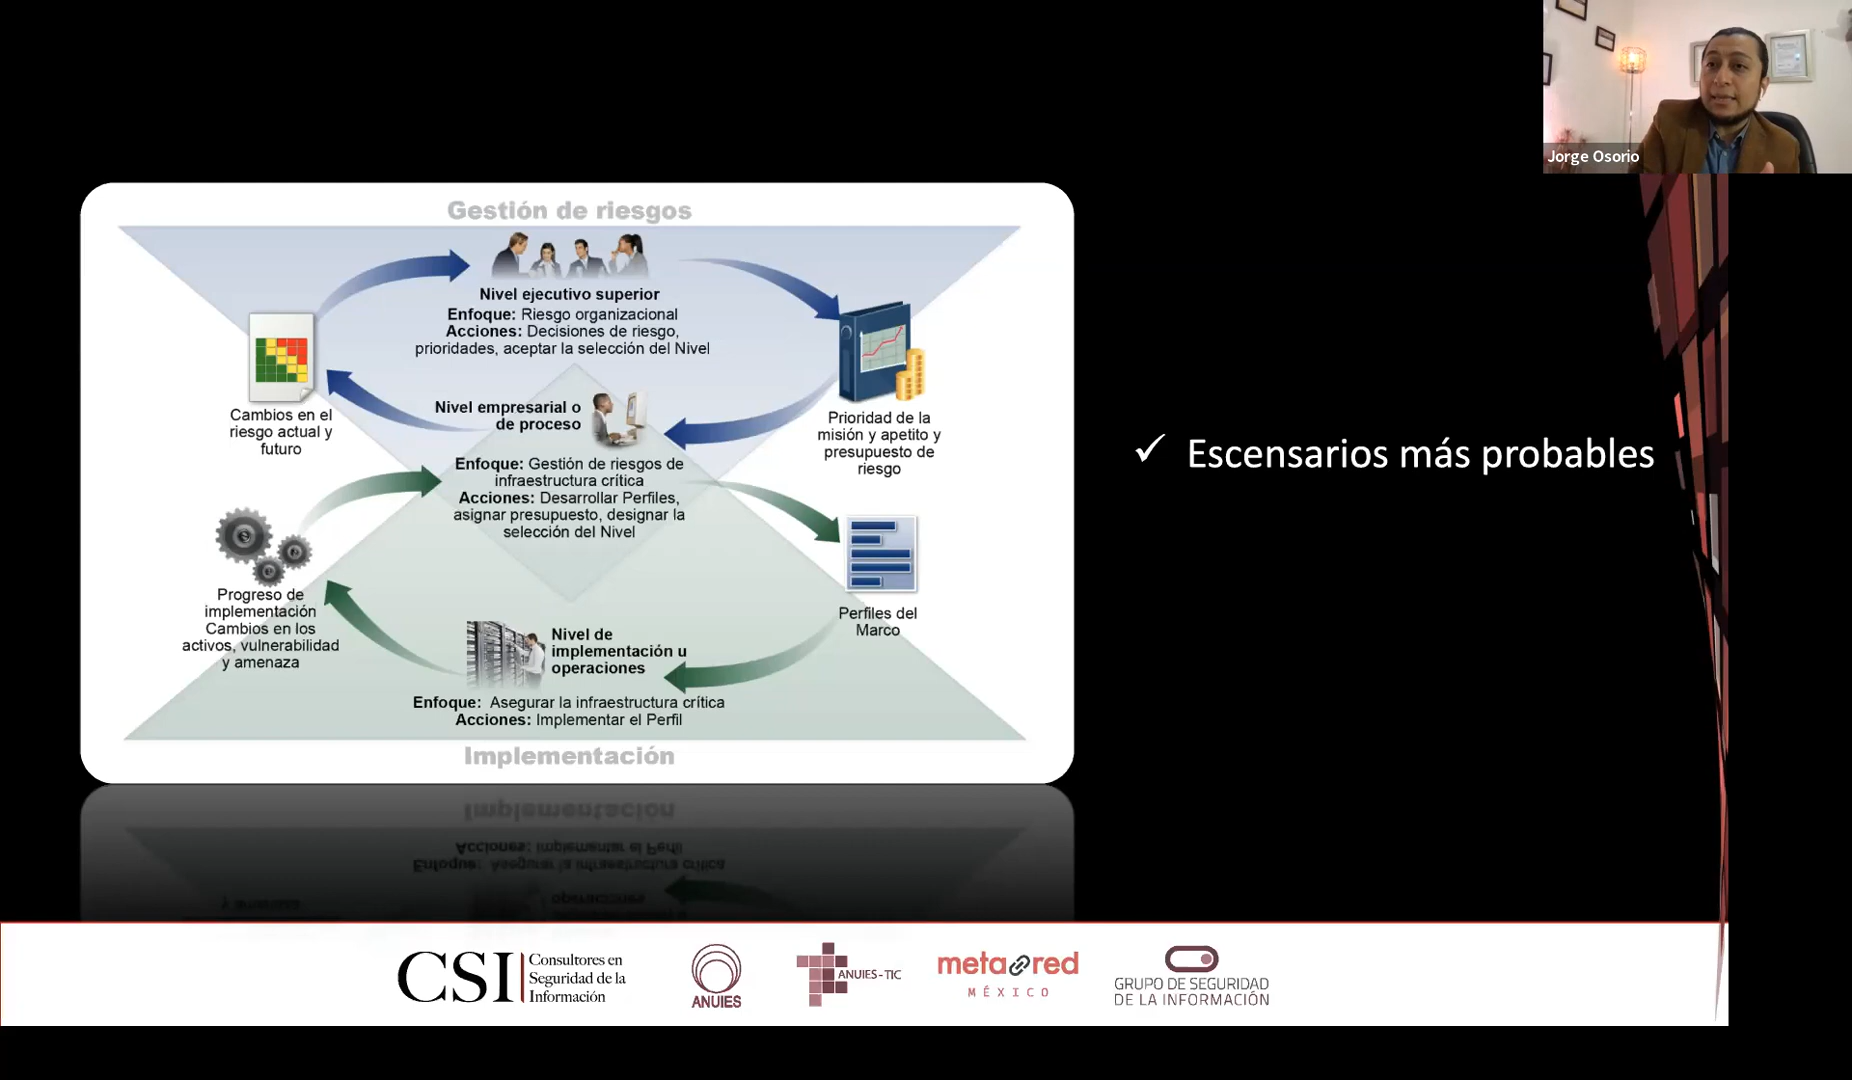 Jorge Osorio
Gestión de riesgos
Nivel ejecutivo superior
Enfoque: Riesgo organizacional
Acciones: Decisiones de riesgo,
prioridades, aceptar la selección del Nivel
Cambios en el
riesgo actual y
futuro
Nivel empresarial o
de proceso
Prioridad de la
misión y apetito y
presupuesto de
riesgo
Enfoque: Gestión de riesgos de
infraestructura crítica
Acciones: Desarrollar Perfiles,
asignar presupuesto, designar la
selección del Nivel
Progreso de
implementación
Cambios en los
activos, vulnerabilidad
y amenaza
Perfiles del
Marco
Nivel de
implementación u
operaciones
Enfoque: Asegurar la infraestructura crítica
Acciones: Implementar el Perfil
Implementación
✓ Escensarios más probables
CSI
Consultores en
Seguridad de la
Información
ANUIES
ANUIES-TIC
metared
MÉXICO
GRUPO DE SEGURIDAD
DE LA INFORMACIÓN